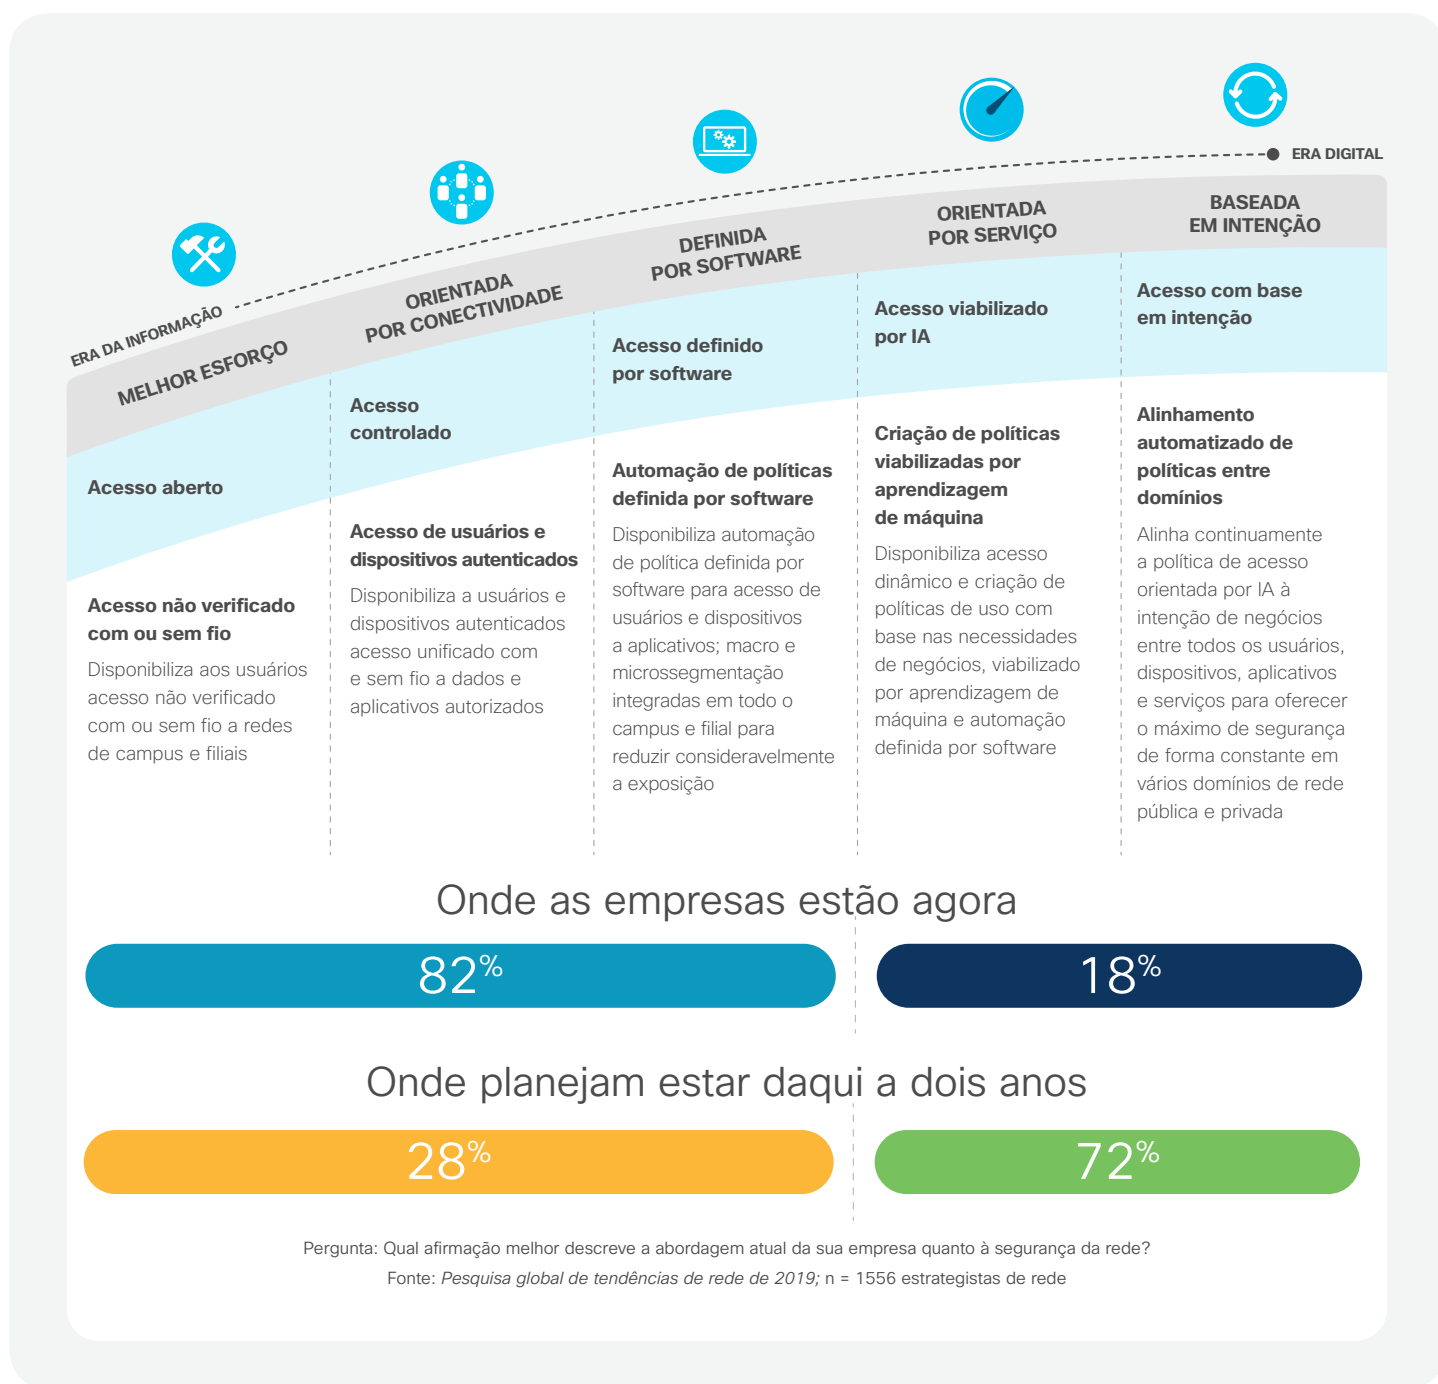 ERA DIGITAL
ERA DA INFORMAÇÃO
MELHOR ESFORÇO
Acesso aberto
Acesso não verificado
com ou sem fio
Disponibiliza aos usuários
acesso não verificado
com ou sem fio a redes
de campus e filiais
ORIENTADA
POR CONECTIVIDADE
Acesso
controlado
Acesso de usuários e
dispositivos autenticados
Disponibiliza a usuários e
dispositivos autenticados
acesso unificado com
e sem fio a dados e
aplicativos autorizados
DEFINIDA
POR SOFTWARE
Acesso definido
por software
Automação de políticas
definida por software
Disponibiliza automação
de política definida por
software para acesso de
usuários e dispositivos
a aplicativos; macro e
microssegmentação
integradas em todo o
campus e filial para
reduzir consideravelmente
a exposição
ORIENTADA
POR SERVIÇO
Acesso viabilizado
por IA
Criação de políticas
viabilizadas por
aprendizagem
de máquina
Disponibiliza acesso
dinâmico e criação de
políticas de uso com
base nas necessidades
de negócios, viabilizado
por aprendizagem de
máquina e automação
definida por software
BASEADA
EM INTENÇÃO
Acesso com base
em intenção
Alinhamento
automatizado de
políticas entre
domínios
Alinha continuamente
a política de acesso
orientada por IA à
intenção de negócios
entre todos os usuários,
dispositivos, aplicativos
e serviços para oferecer
o máximo de segurança
de forma constante em
vários domínios de rede
pública e privada
Onde as empresas estão agora
82%
18%
Onde planejam estar daqui a dois anos
28%
72%
Pergunta: Qual afirmação melhor descreve a abordagem atual da sua empresa quanto à segurança da rede?
Fonte: Pesquisa global de tendências de rede de 2019; n = 1556 estrategistas de rede